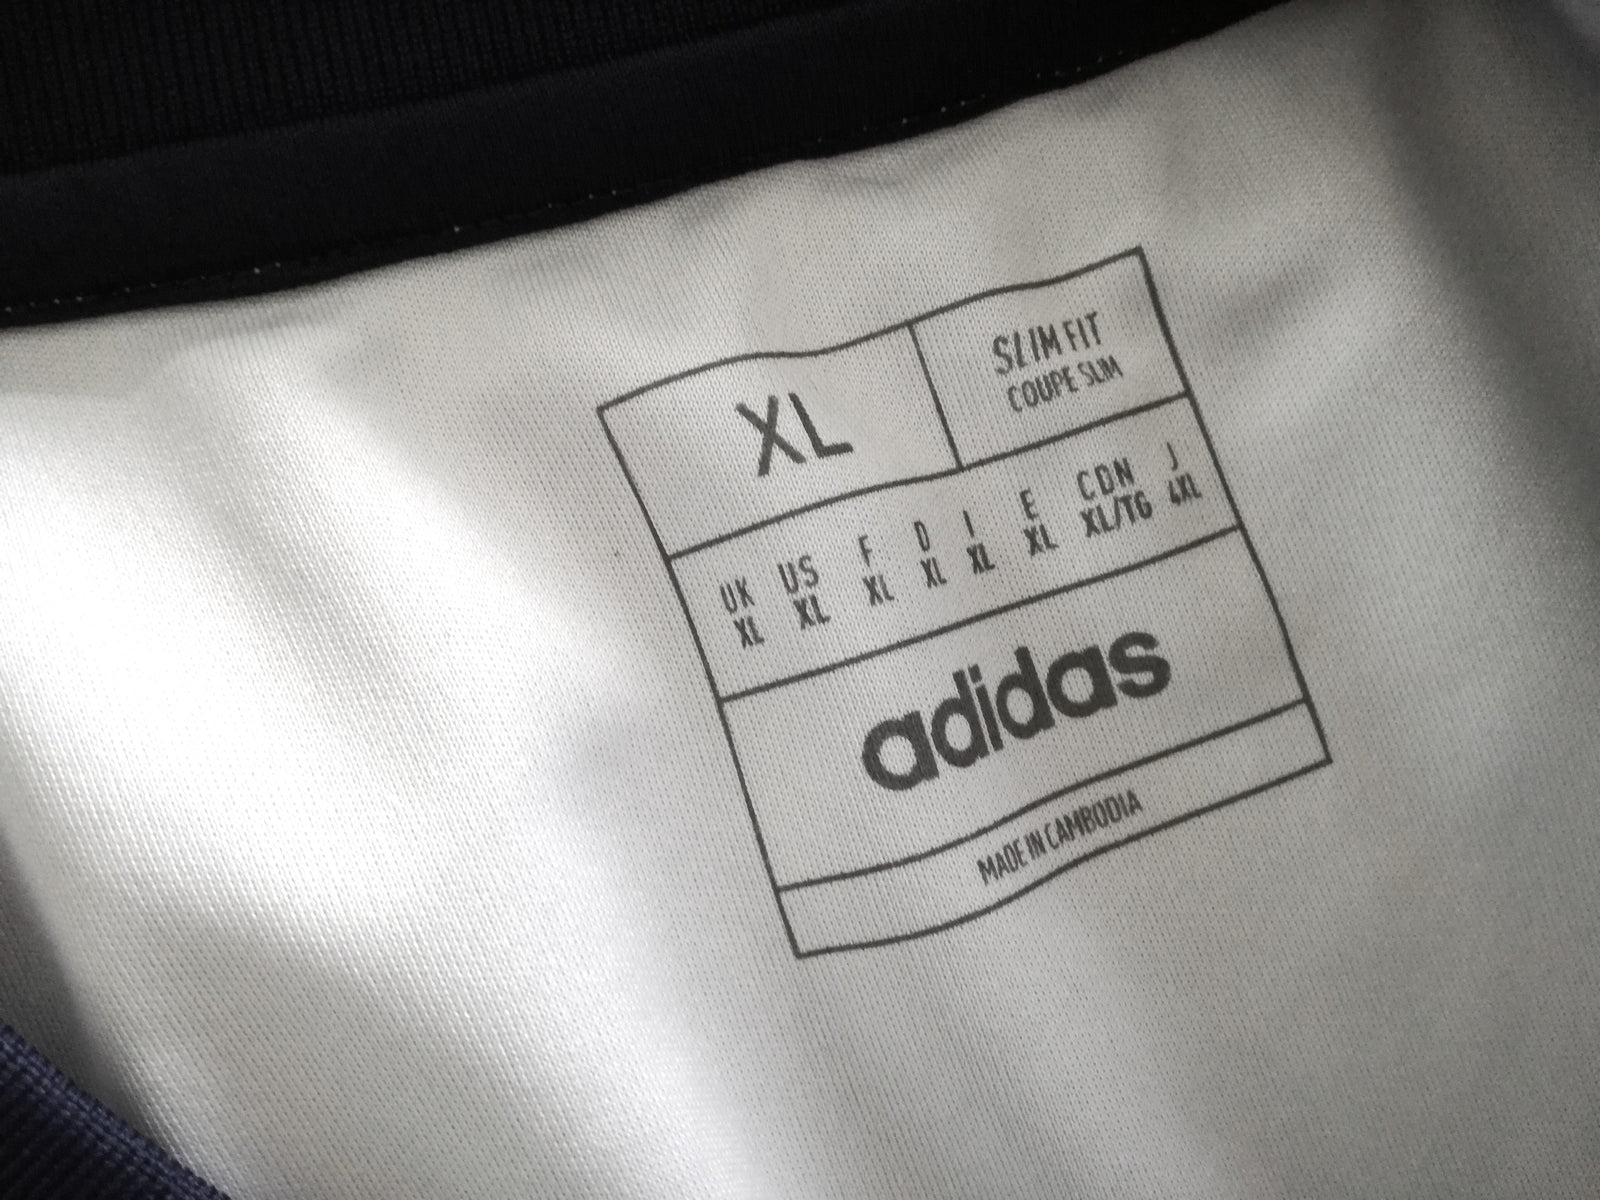 XL
SLIM FIT
COUPE SLIM
UK US F D I E CDN J
XL XL XL XL XL XL XL/TG 4XL
adidas
MADE IN CAMBODIA